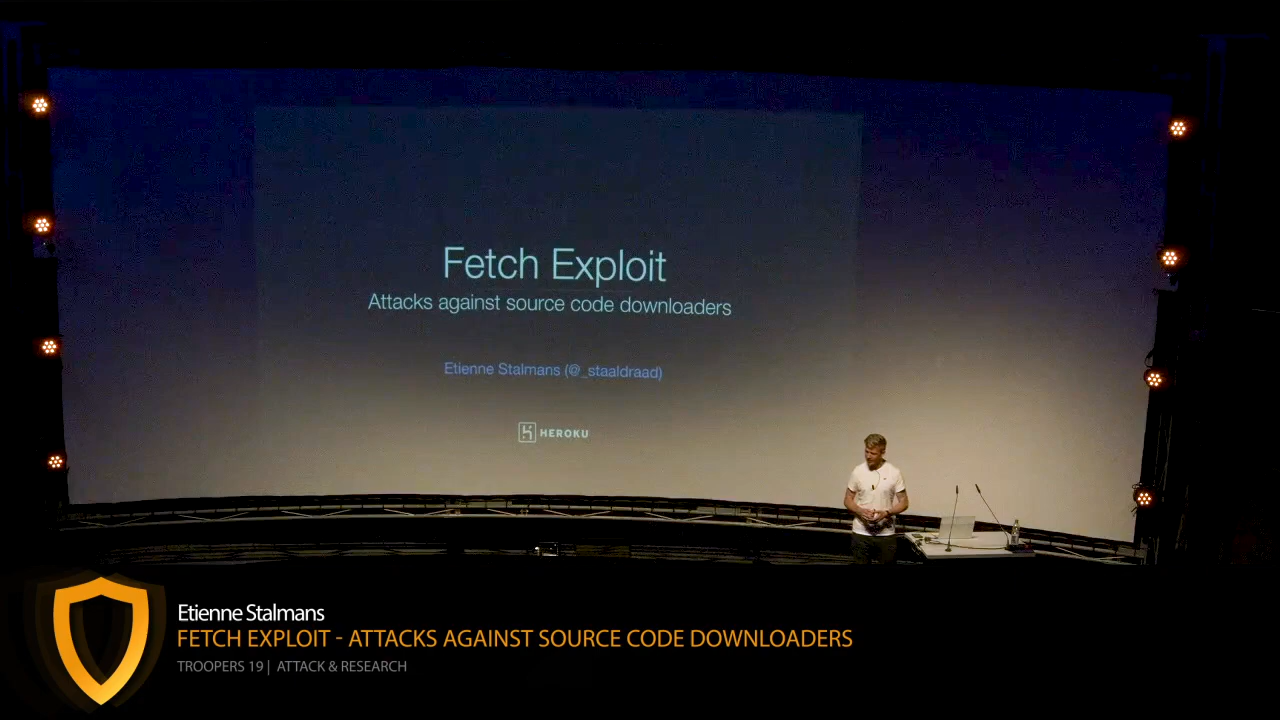 Fetch Exploit
Attacks against source code downloaders
Etienne Stalmans (@_staaldraad)
HEROKU
Etienne Stalmans
FETCH EXPLOIT - ATTACKS AGAINST SOURCE CODE DOWNLOADERS
TROOPERS 19 | ATTACK & RESEARCH